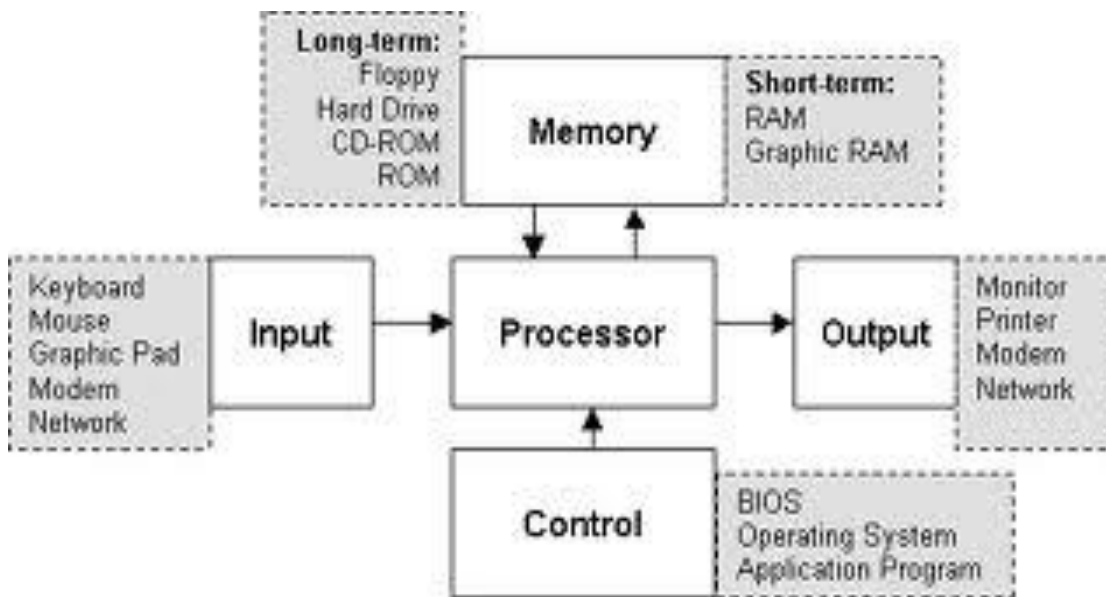 Long-term:
Floppy
Hard Drive
CD-ROM
ROM
Memory
Short-term:
RAM
Graphic RAM
Keyboard
Mouse
Graphic Pad
Modem
Network
Input
Processor
Output
Monitor
Printer
Modem
Network
Control
BIOS
Operating System
Application Program